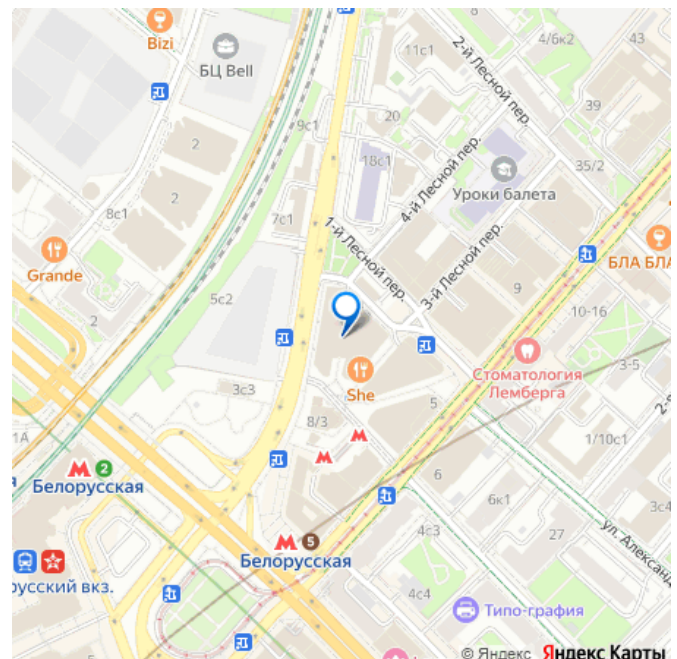 Bizi
БЦ Bell
11с1
2-й Лесной пер.
4/6к2
43
39
20
9с1
2
18с1
35/2
2
4-й Лесной пер.
Уроки балета
8с1
7с1
1-й Лесной пер.
3-й Лесной пер.
БЛА БЛА
Grande
5с2
9
10-16
2
3с3
She
Стоматология
Лемберга
3-5
2-я
8/3
5
1А
1/10с1
М 2
Белорусская
6
6к1
3с4
ул. Александ
27
М 5
Белорусская
4с3
русский вкз.
4с4
Типо-графия
© Яндекс Яндекс Карты